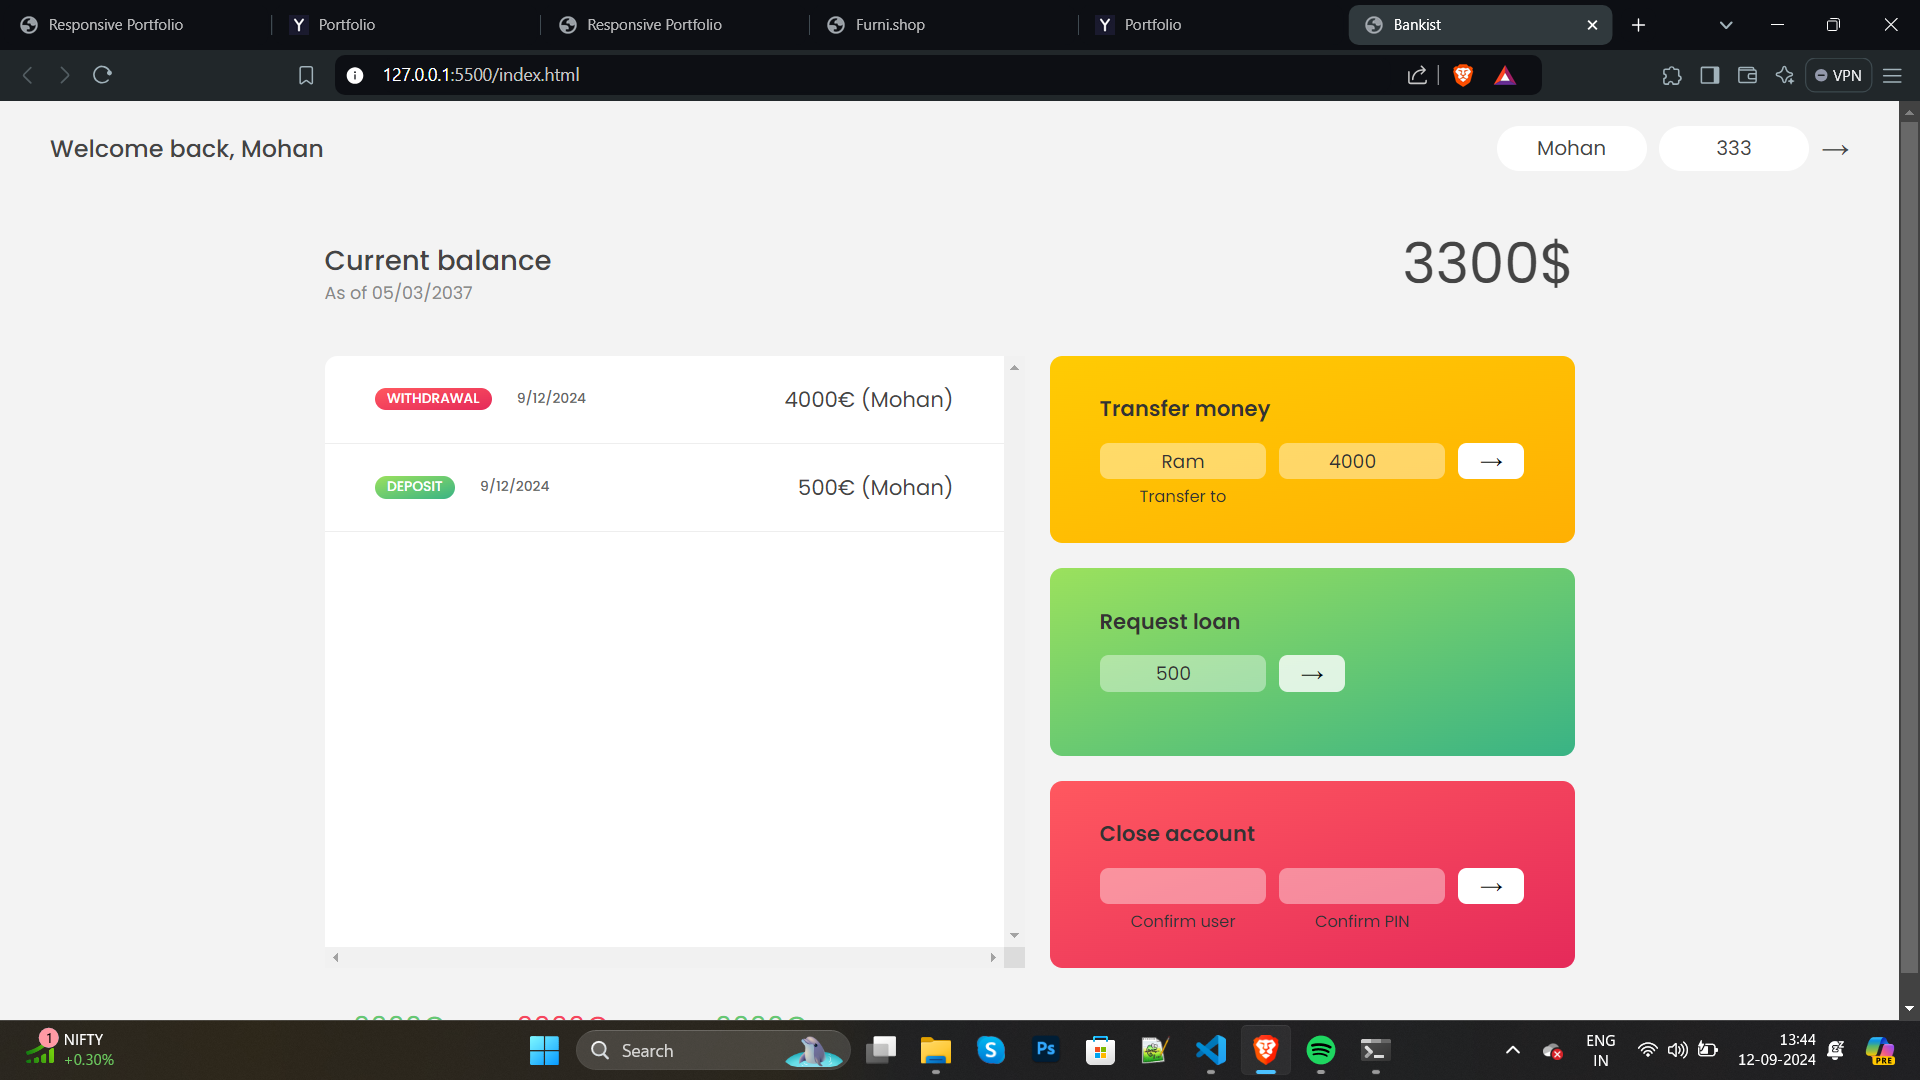 Responsive Portfolio
Y Portfolio
Responsive Portfolio
Furni.shop
Y Portfolio
Bankist
127.0.0.1:5500/index.html
VPN
Welcome back, Mohan
Mohan
333
→
Current balance
As of 05/03/2037
3300$
WITHDRAWAL 9/12/2024 4000€ (Mohan)
DEPOSIT 9/12/2024 500€ (Mohan)
Transfer money
Ram 4000 →
Transfer to
Request loan
500 →
Close account
→
Confirm user Confirm PIN
1 NIFTY
+0.30%
Search
S
Ps
PRE
ENG
IN
13:44
12-09-2024